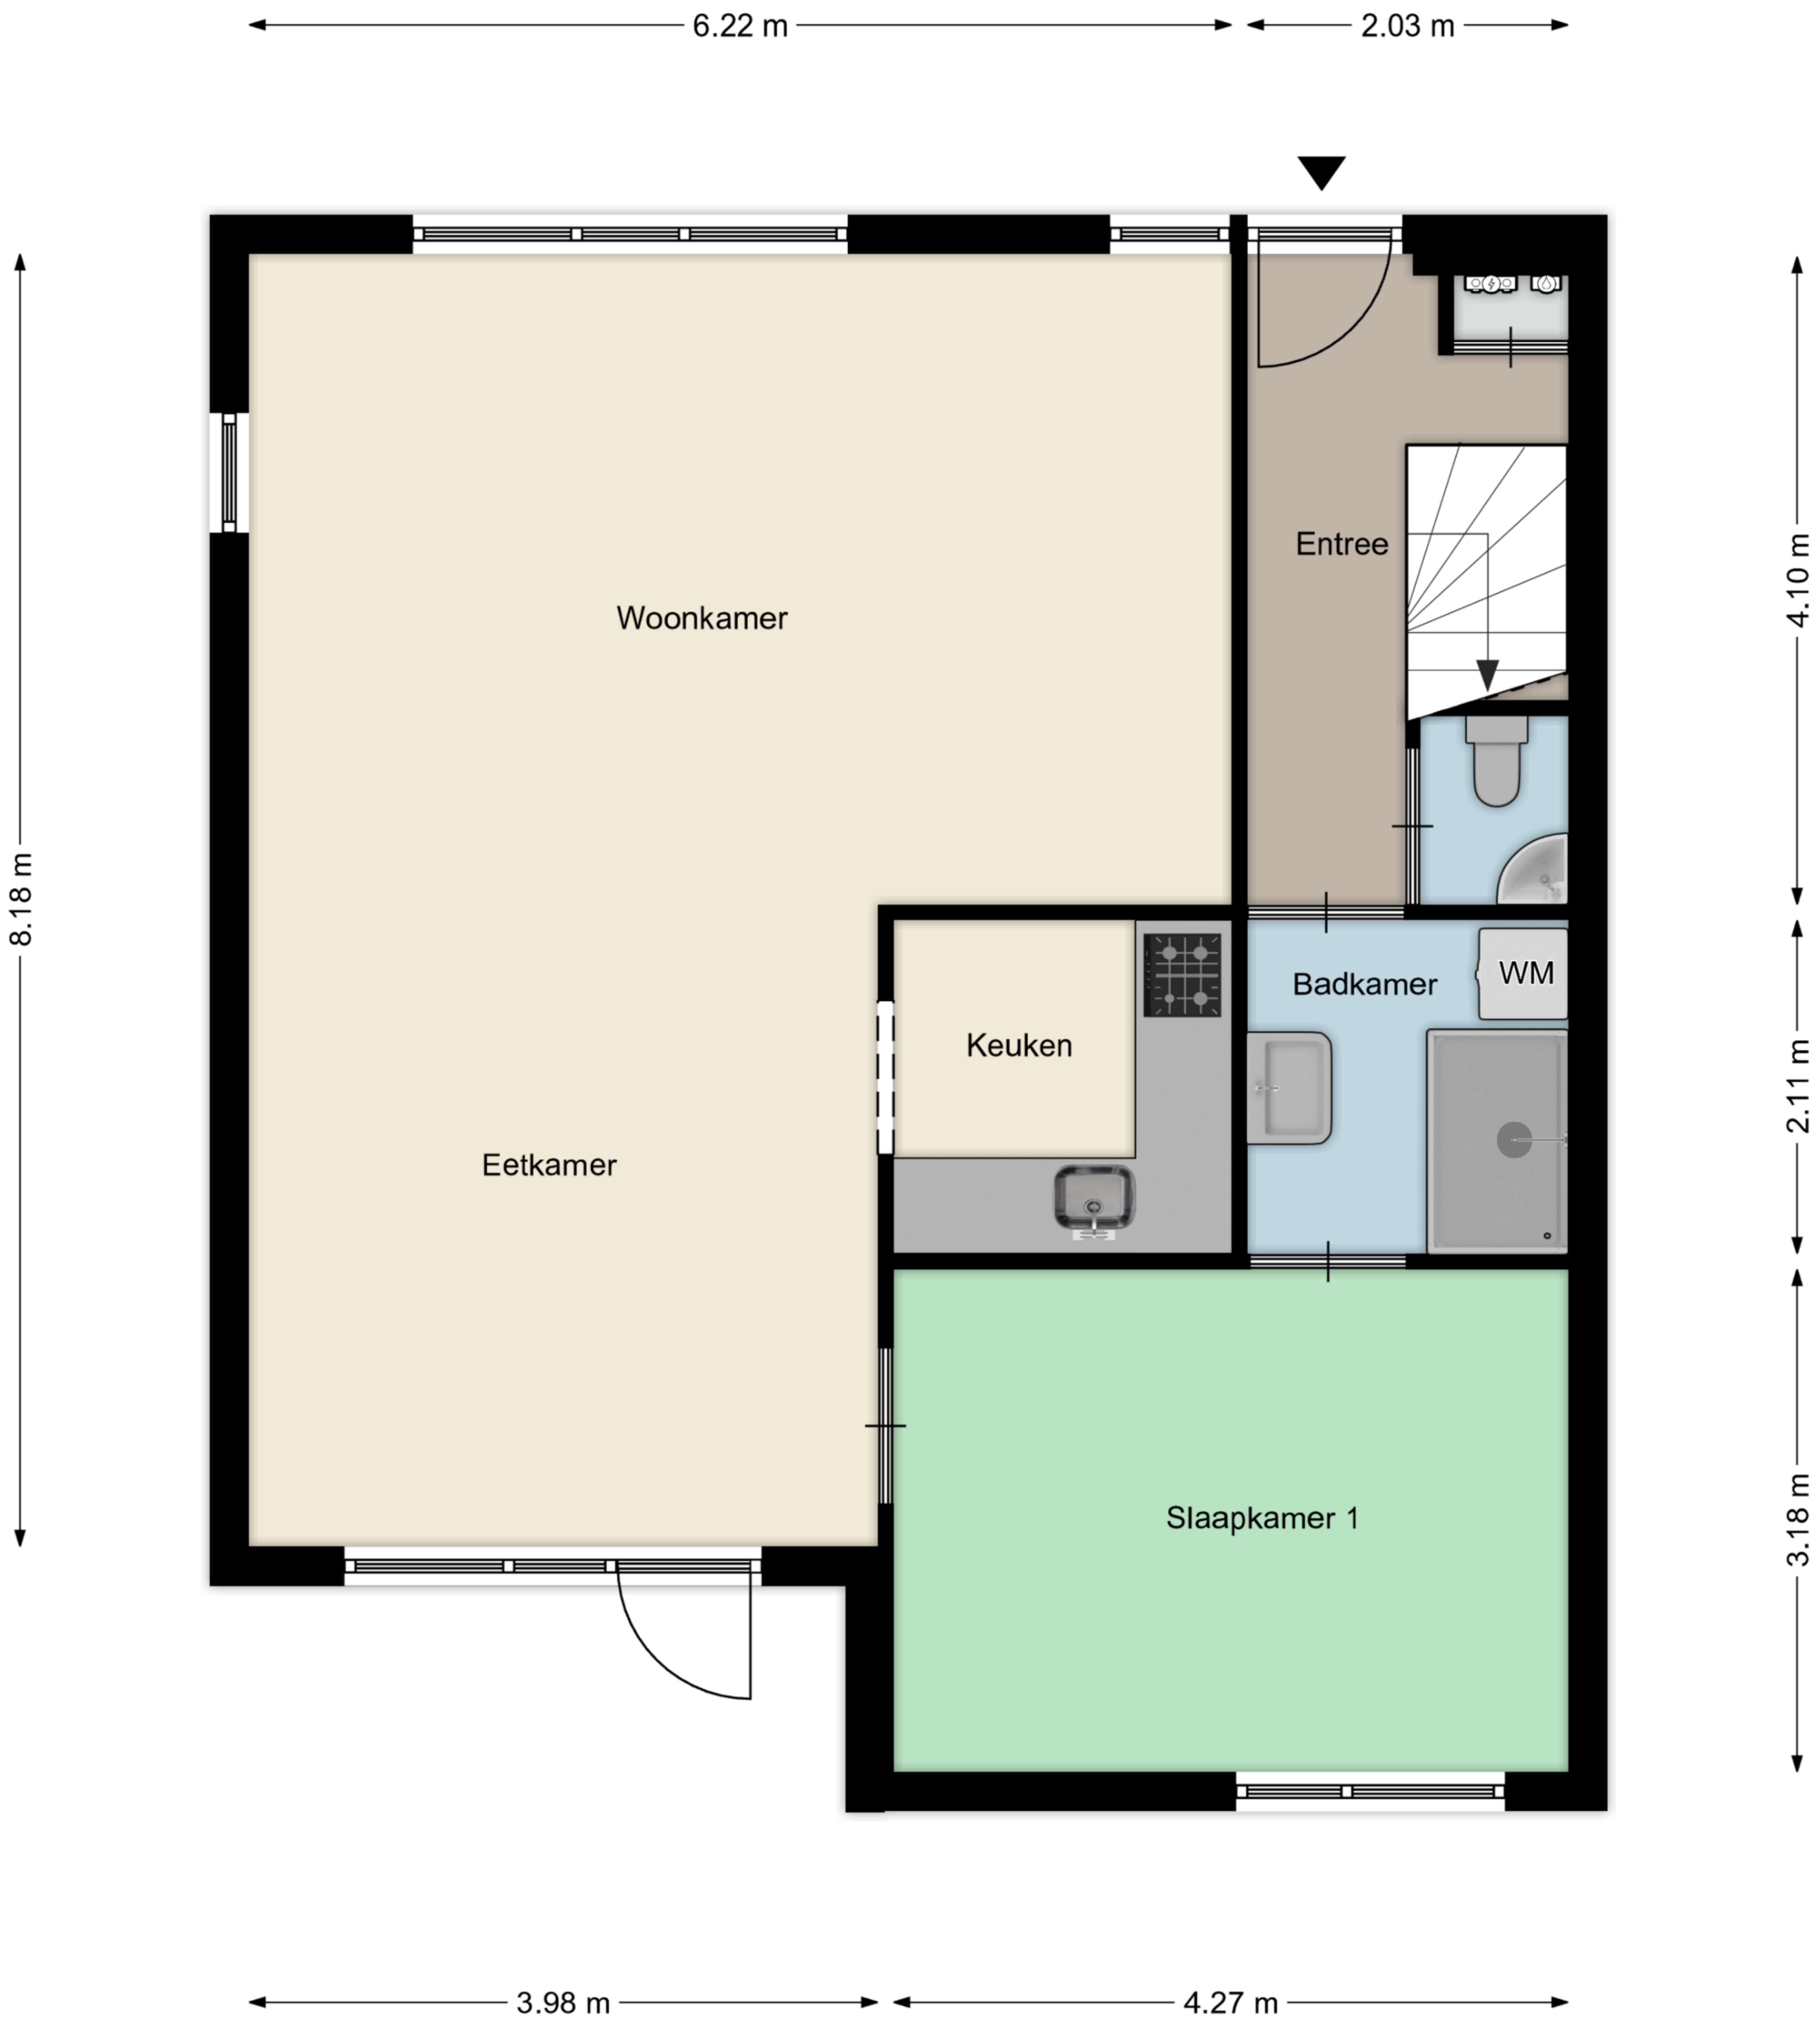 6.22 m
2.03 m
Entree
4.10 m
Woonkamer
8.18 m
Badkamer
WM
Keuken
2.11 m
Eetkamer
Slaapkamer 1
3.18 m
3.98 m
4.27 m